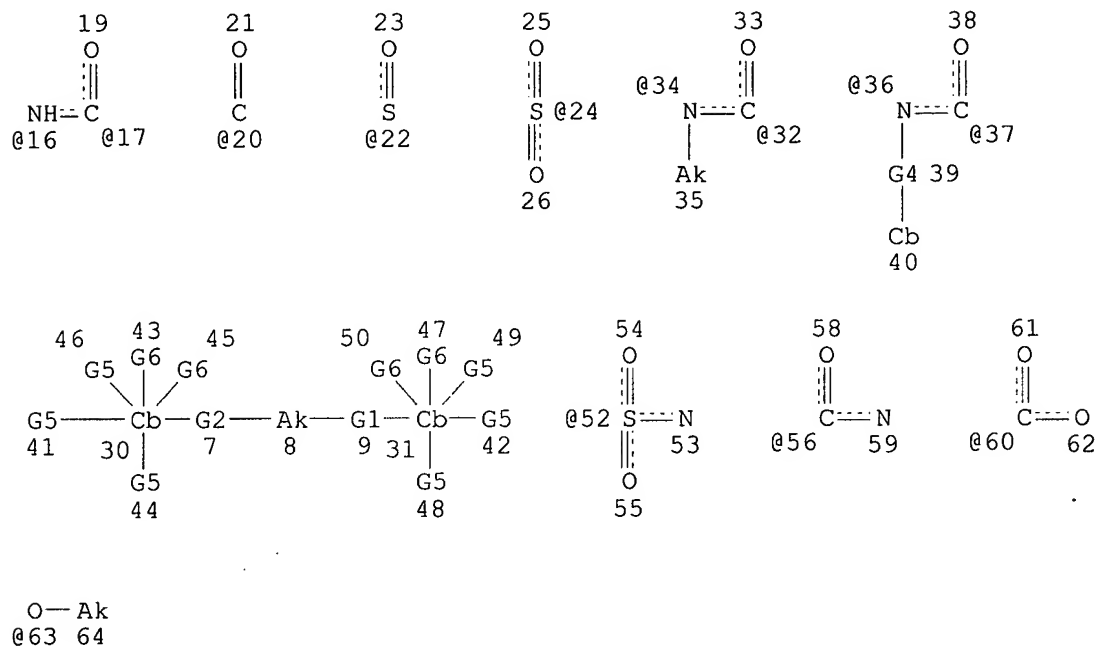 19 21 23 25 33 38
O O O O O O
@34 @36
NH C C S S @24 N C N C
@16 @17 @20 @22 @32 @37
O Ak G4 39
26 35
Cb
40
46 43 45 50 47 49 54 58 61
G5 G6 G6 G6 G6 G5 O O O
G5 Cb G2 Ak G1 Cb G5 @52 S N C N C O
41 30 7 8 9 31 42 53 @56 59 @60 62
G5 G5 O
44 48 55
O Ak
@63 64